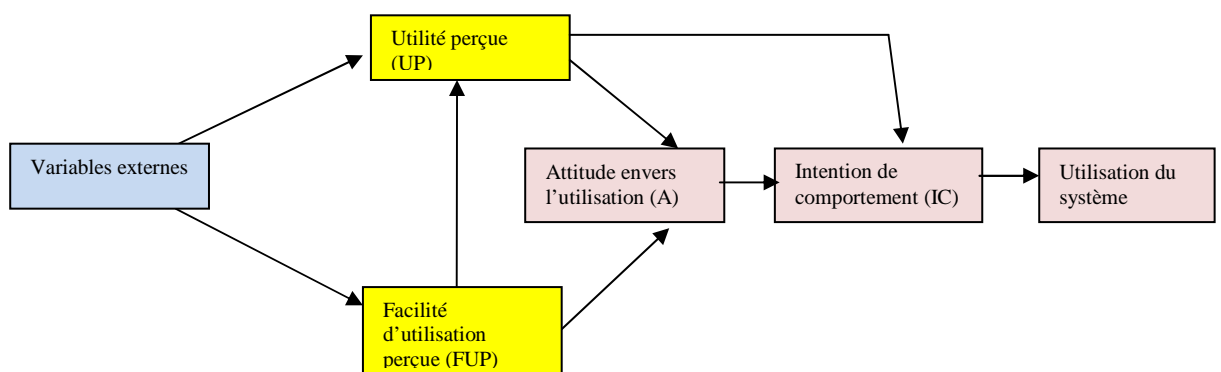 Utilité perçue
(UP)
Variables externes
Attitude envers
l’utilisation (A)
Intention de
comportement (IC)
Utilisation du
système
Facilité
d’utilisation
perçue (FUP)